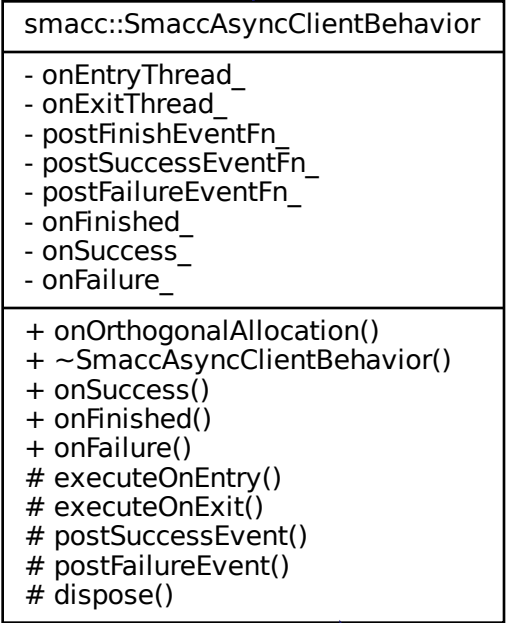 smacc::SmaccAsyncClientBehavior
- onEntryThread_
- onExitThread_
- postFinishEventFn_
- postSuccessEventFn_
- postFailureEventFn_
- onFinished_
- onSuccess_
- onFailure_
+ onOrthogonalAllocation()
+ ~SmaccAsyncClientBehavior()
+ onSuccess()
+ onFinished()
+ onFailure()
# executeOnEntry()
# executeOnExit()
# postSuccessEvent()
# postFailureEvent()
# dispose()